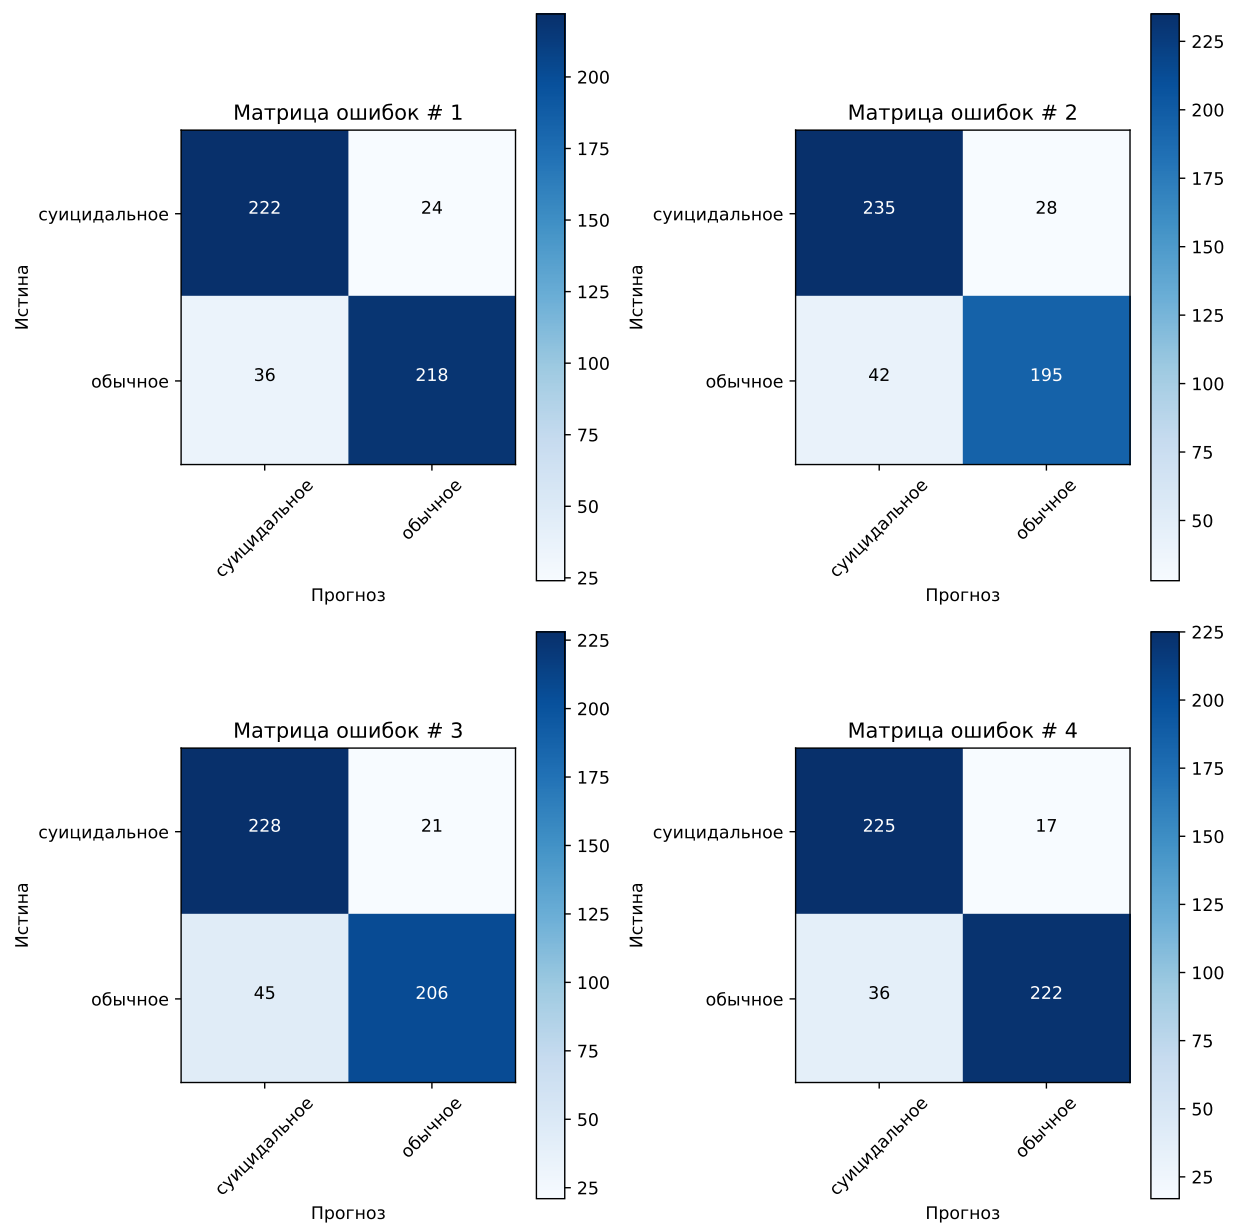 Матрица ошибок # 1
суицидальное
обычное
222
24
36
218
суицидальное
обычное
Истина
Прогноз
200
175
150
125
100
75
50
25
Матрица ошибок # 2
суицидальное
обычное
235
28
42
195
суицидальное
обычное
Истина
Прогноз
225
200
175
150
125
100
75
50
Матрица ошибок # 3
суицидальное
обычное
228
21
45
206
суицидальное
обычное
Истина
Прогноз
225
200
175
150
125
100
75
50
25
Матрица ошибок # 4
суицидальное
обычное
225
17
36
222
суицидальное
обычное
Истина
Прогноз
225
200
175
150
125
100
75
50
25